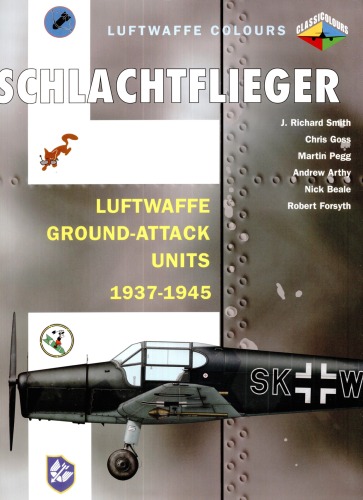 LUFTWAFFE COLOURS
CLASSICOLOURS
SCHLACHTFLIEGER
J. Richard Smith
Chris Goss
Martin Pegg
Andrew Arthy
Nick Beale
Robert Forsyth
LUFTWAFFE
GROUND-ATTACK
UNITS
1937-1945
SK
W